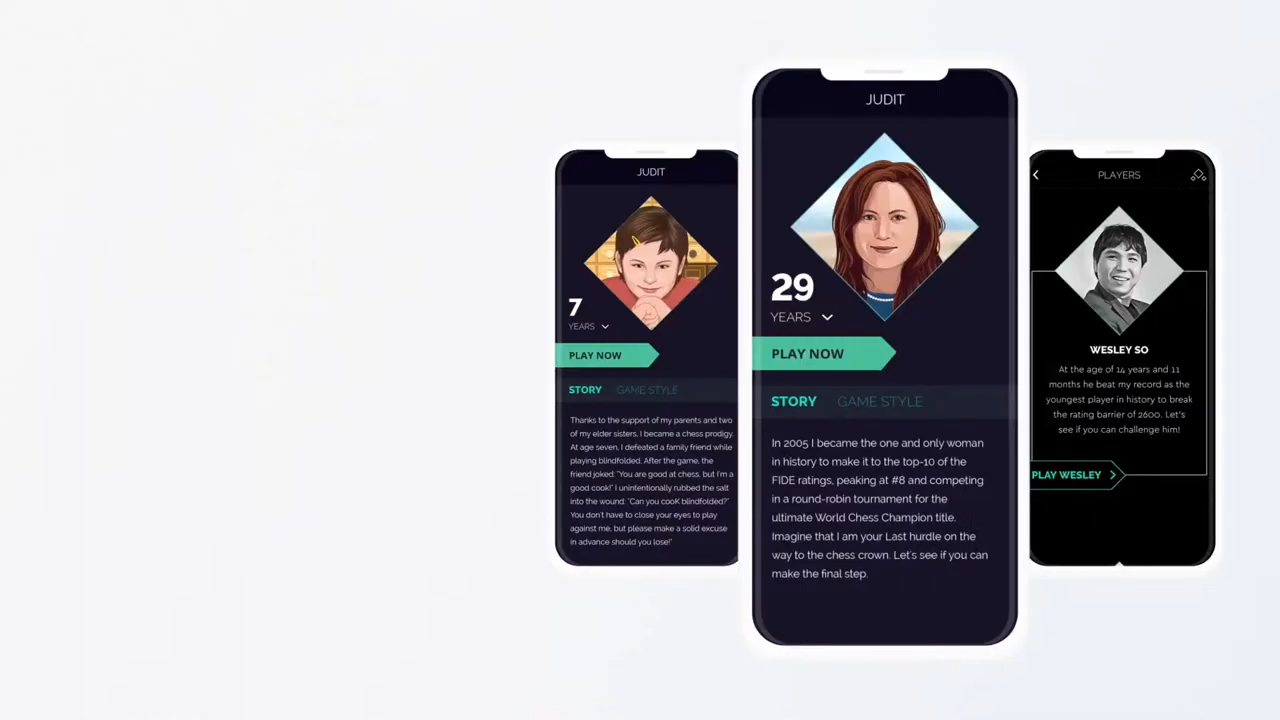 JUDIT
7
YEARS
PLAY NOW
STORY GAME STYLE
Thanks to the support of my parents and two
of my elder sisters, I became a chess prodigy.
At age seven, I defeated a family friend while
playing blindfolded. After the game, the
friend joked: "You are good at chess, but I'm a
good cook!" I unintentionally rubbed the salt
into the wound: "Can you cooK blindfolded?"
You don't have to close your eyes to play
against me, but please make a solid excuse
in advance should you lose!"
JUDIT
29
YEARS
PLAY NOW
STORY GAME STYLE
In 2005 I became the one and only woman
in history to make it to the top-10 of the
FIDE ratings, peaking at #8 and competing
in a round-robin tournament for the
ultimate World Chess Champion title.
Imagine that I am your Last hurdle on the
way to the chess crown. Let's see if you can
make the final step.
PLAYERS
WESLEY SO
At the age of 14 years and 11
months he beat my record as the
youngest player in history to break
the rating barrier of 2600. Let's
see if you can challenge him!
PLAY WESLEY